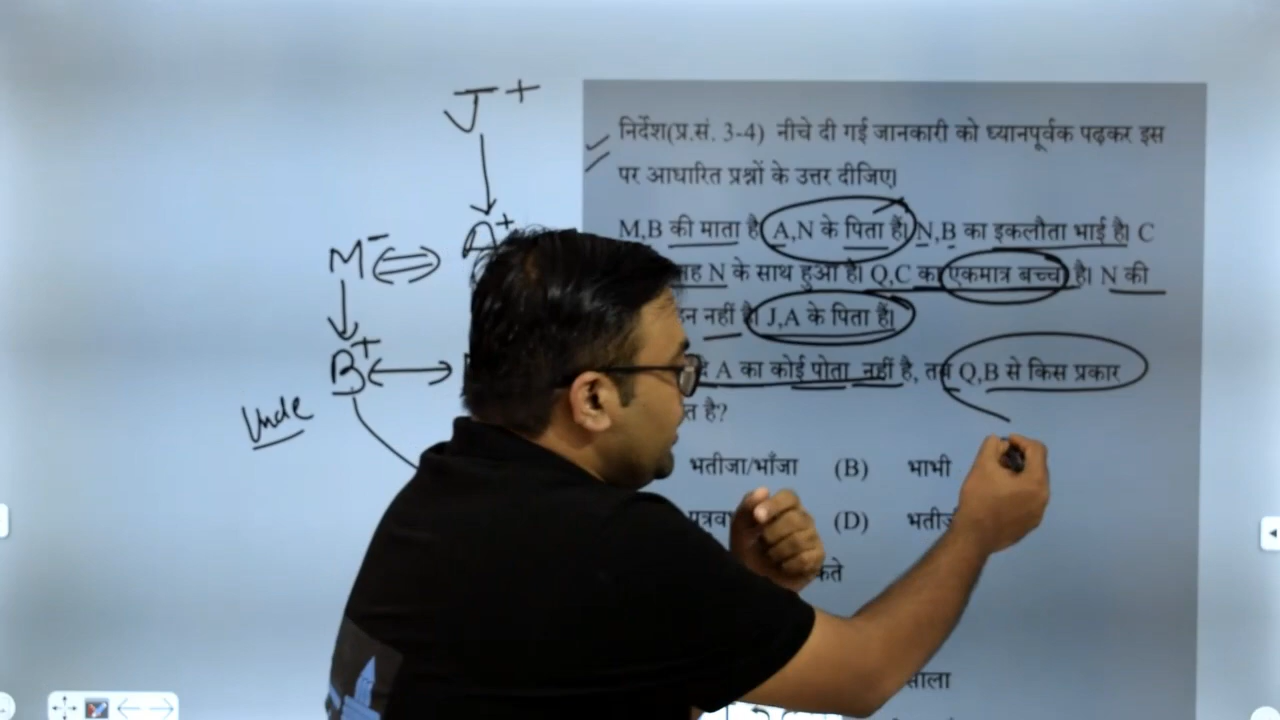 J +
A +
M - ⇔
B + ↔
Uncle
निर्देश(प्र.सं. 3-4) नीचे दी गई जानकारी को ध्यानपूर्वक पढ़कर इस
पर आधारित प्रश्नों के उत्तर दीजिए।
M,B की माता है। A,N के पिता हैं। N,B का इकलौता भाई है। C
N के साथ हुआ है। Q,C का एकमात्र बच्चा है। N की
नहीं है। J,A के पिता हैं।
A का कोई पोता नहीं है, तब Q,B से किस प्रकार
है?
भतीजा/भाँजा (B) भाभी
(D)
साला